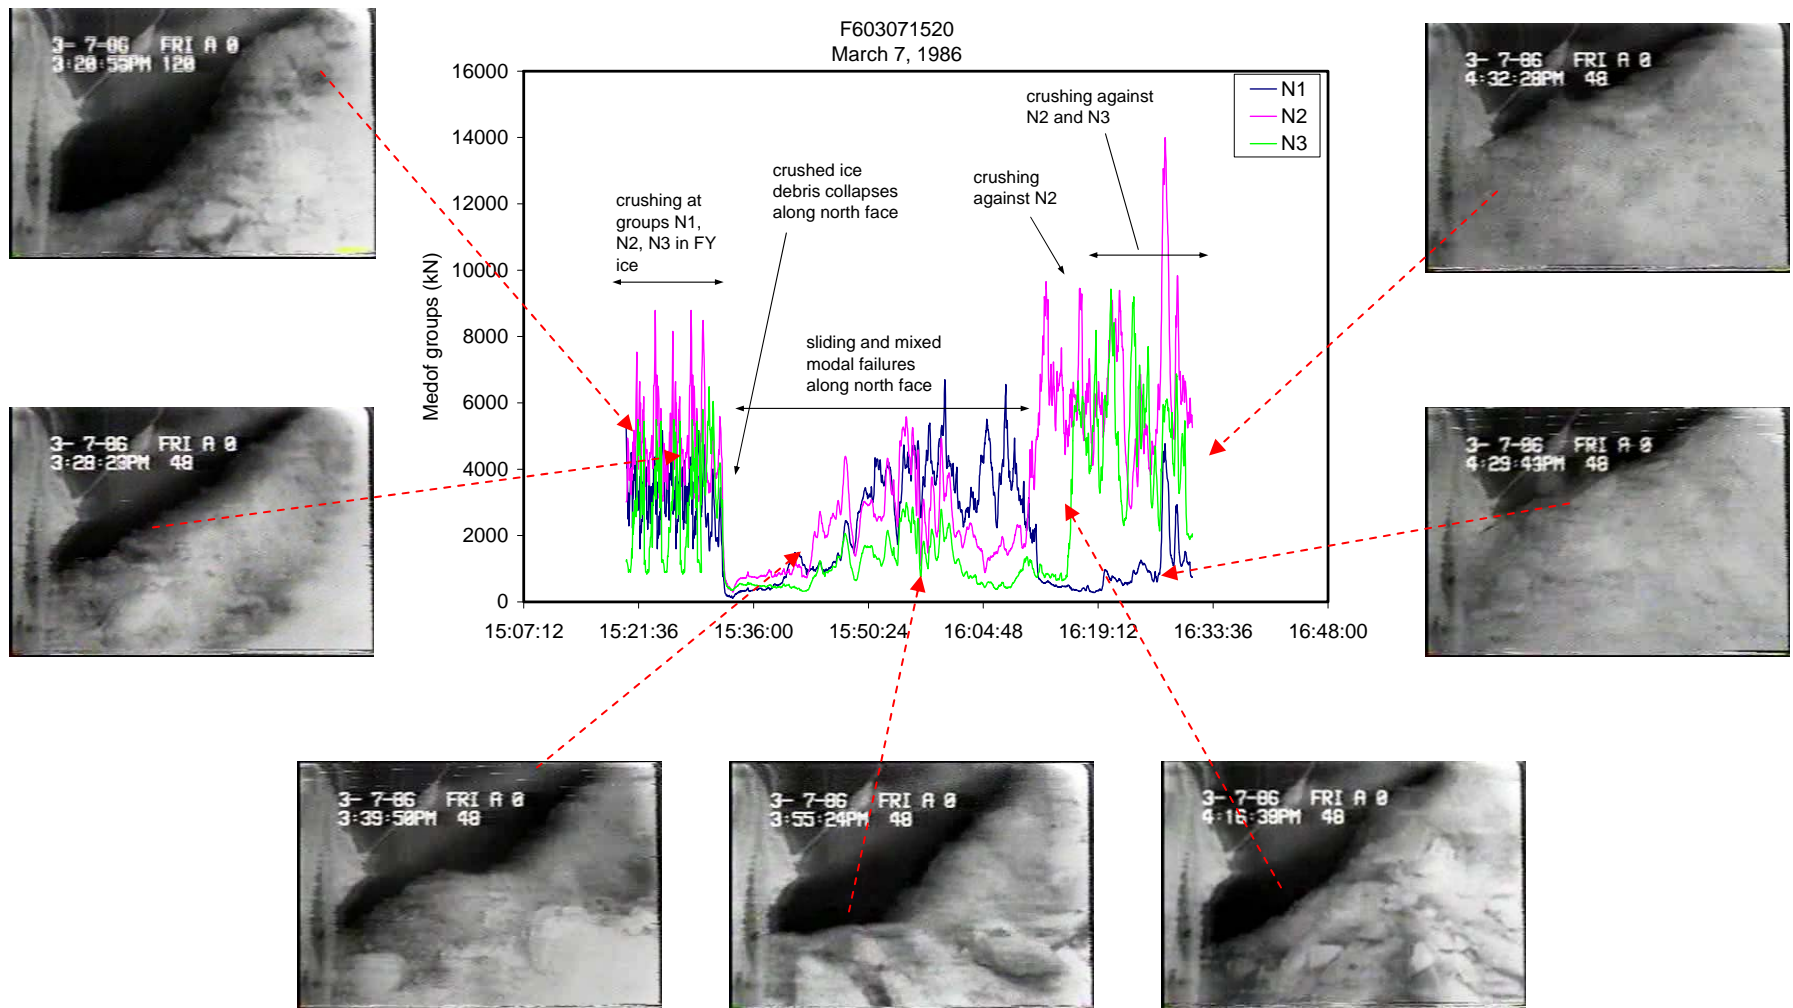 F603071520
March 7, 1986
3- 7-86 FRI A 0
3:20:55PM 120
3- 7-86 FRI A 0
3:28:23PM 48
3- 7-86 FRI A 0
4:32:28PM 48
3- 7-86 FRI A 0
4:29:43PM 48
Medof groups (kN)
16000
14000
12000
10000
8000
6000
4000
2000
0
15:07:12 15:21:36 15:36:00 15:50:24 16:04:48 16:19:12 16:33:36 16:48:00
N1
N2
N3
crushing at
groups N1,
N2, N3 in FY
ice
crushed ice
debris collapses
along north face
sliding and mixed
modal failures
along north face
crushing
against N2
crushing against
N2 and N3
3- 7-86 FRI A 0
3:39:50PM 48
3- 7-86 FRI A 0
3:55:24PM 48
3- 7-86 FRI A 0
4:16:39PM 48